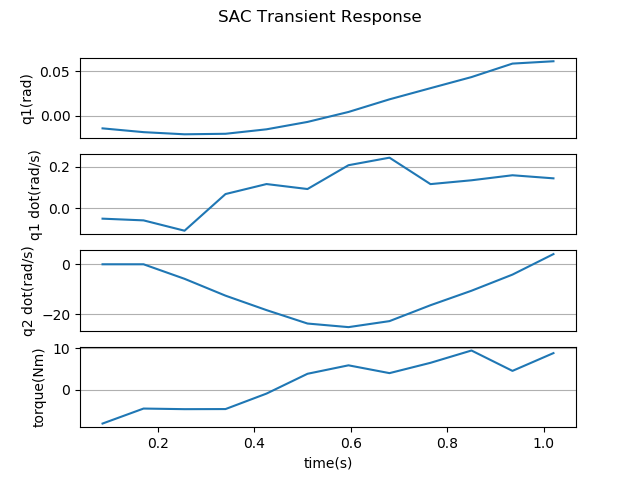 SAC Transient Response
0.05
0.00
q1(rad)
0.2
0.0
q1 dot(rad/s)
0
−20
q2 dot(rad/s)
10
0
torque(Nm)
0.2 0.4 0.6 0.8 1.0
time(s)